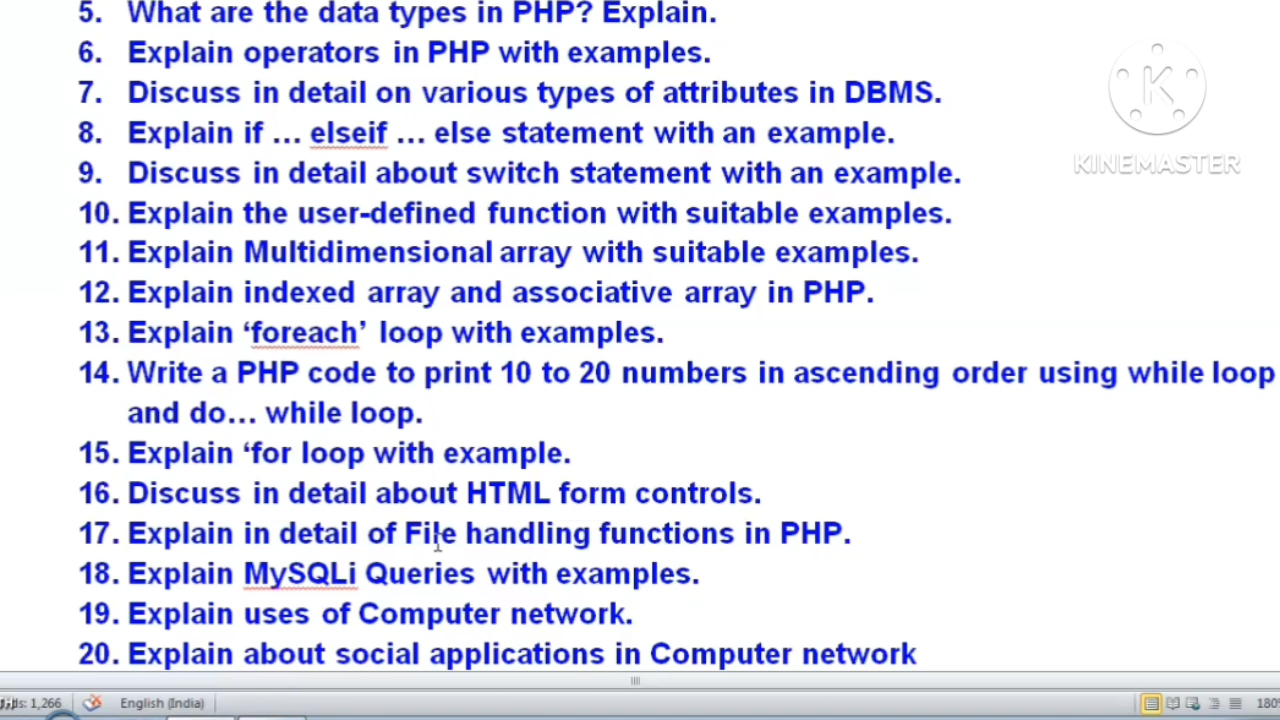 5. What are the data types in PHP? Explain.
6. Explain operators in PHP with examples.
7. Discuss in detail on various types of attributes in DBMS.
8. Explain if … elseif … else statement with an example.
9. Discuss in detail about switch statement with an example.
10. Explain the user-defined function with suitable examples.
11. Explain Multidimensional array with suitable examples.
12. Explain indexed array and associative array in PHP.
13. Explain ‘foreach’ loop with examples.
14. Write a PHP code to print 10 to 20 numbers in ascending order using while loop
and do… while loop.
15. Explain ‘for loop with example.
16. Discuss in detail about HTML form controls.
17. Explain in detail of File handling functions in PHP.
18. Explain MySQLi Queries with examples.
19. Explain uses of Computer network.
20. Explain about social applications in Computer network
K
KINEMASTER
1,266 English (India) 180